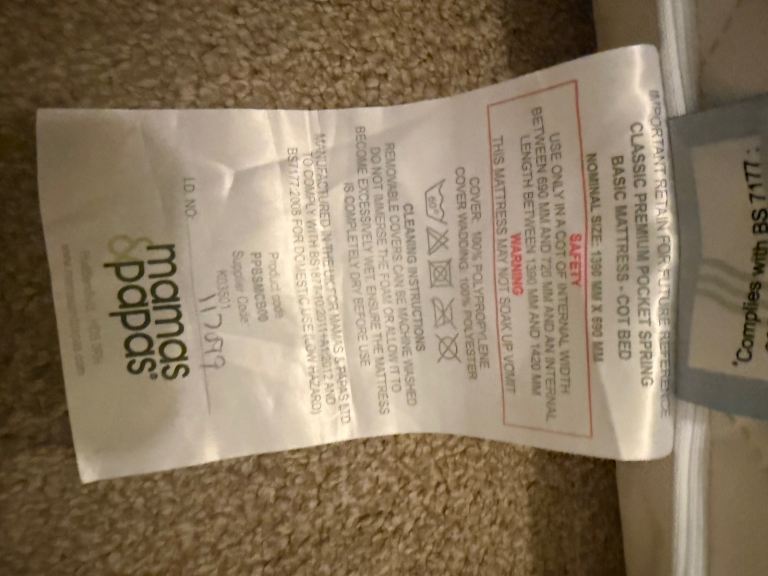 IMPORTANT RETAIN FOR FUTURE REFERENCE
CLASSIC PREMIUM POCKET SPRING
BASIC MATTRESS - COT BED
NOMINAL SIZE: 1390 MM X 690 MM
SAFETY
USE ONLY IN A COT OF INTERNAL WIDTH
BETWEEN 690 MM AND 720 MM AND AN INTERNAL
LENGTH BETWEEN 1390 MM AND 1420 MM
WARNING
THIS MATTRESS MAY NOT SOAK UP VOMIT
COVER: 100% POLYPROPYLENE
COVER WADDING: 100% POLYESTER
60°
CLEANING INSTRUCTIONS
REMOVABLE COVERS CAN BE MACHINE WASHED
DO NOT IMMERSE THE FOAM OR ALLOW IT TO
BECOME EXCESSIVELY WET. ENSURE THE MATTRESS
IS COMPLETELY DRY BEFORE USE
MANUFACTURED IN THE UK FOR MAMAS & PAPAS LTD
TO COMPLY WITH AND
BS7177:2008 FOR DOMESTIC USE (LOW HAZARD)
Product code
Supplier Code
I.D. NO:
mamas
&papas
*Complies with BS 7177: